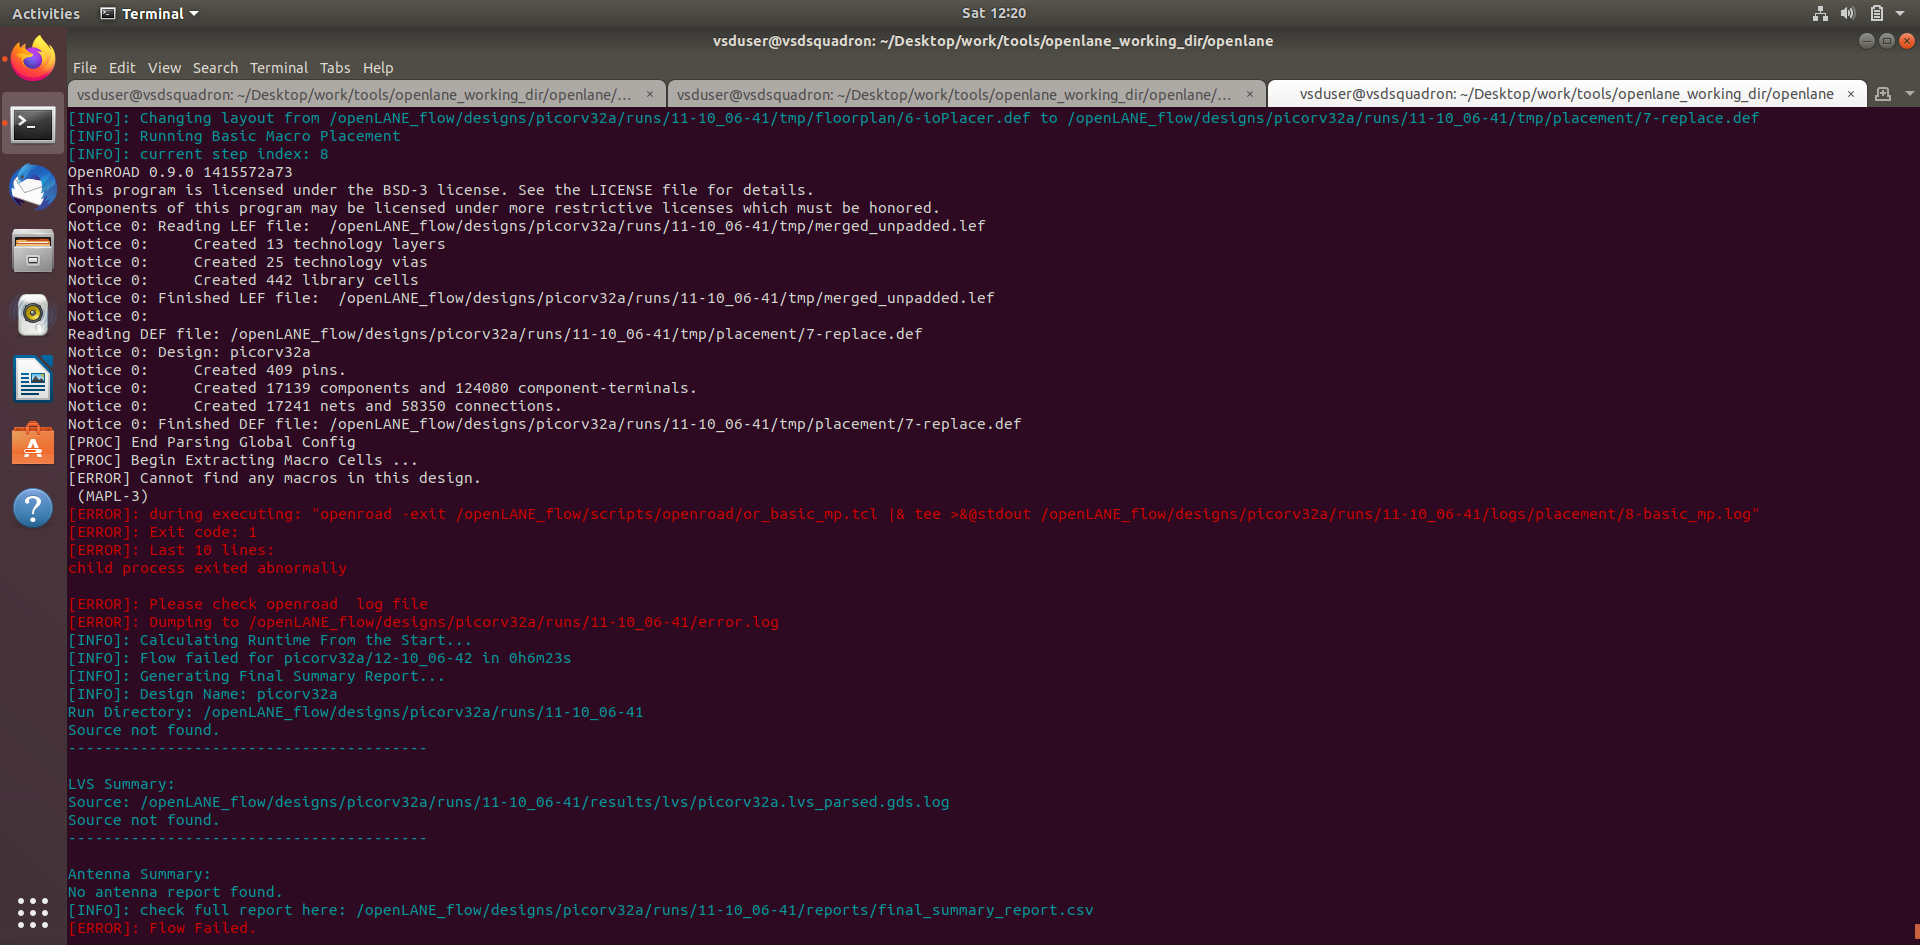 Activities Terminal Sat 12:20
vsduser@vsdsquadron: ~/Desktop/work/tools/openlane_working_dir/openlane
File Edit View Search Terminal Tabs Help
vsduser@vsdsquadron: ~/Desktop/work/tools/openlane_working_dir/openlane/... × vsduser@vsdsquadron: ~/Desktop/work/tools/openlane_working_dir/openlane/... × vsduser@vsdsquadron: ~/Desktop/work/tools/openlane_working_dir/openlane ×
[INFO]: Changing layout from /openLANE_flow/designs/picorv32a/runs/11-10_06-41/tmp/floorplan/6-ioPlacer.def to /openLANE_flow/designs/picorv32a/runs/11-10_06-41/tmp/placement/7-replace.def
[INFO]: Running Basic Macro Placement
[INFO]: current step index: 8
OpenROAD 0.9.0 1415572a73
This program is licensed under the BSD-3 license. See the LICENSE file for details.
Components of this program may be licensed under more restrictive licenses which must be honored.
Notice 0: Reading LEF file:  /openLANE_flow/designs/picorv32a/runs/11-10_06-41/tmp/merged_unpadded.lef
Notice 0:     Created 13 technology layers
Notice 0:     Created 25 technology vias
Notice 0:     Created 442 library cells
Notice 0: Finished LEF file:  /openLANE_flow/designs/picorv32a/runs/11-10_06-41/tmp/merged_unpadded.lef
Notice 0:
Reading DEF file: /openLANE_flow/designs/picorv32a/runs/11-10_06-41/tmp/placement/7-replace.def
Notice 0: Design: picorv32a
Notice 0:     Created 409 pins.
Notice 0:     Created 17139 components and 124080 component-terminals.
Notice 0:     Created 17241 nets and 58350 connections.
Notice 0: Finished DEF file: /openLANE_flow/designs/picorv32a/runs/11-10_06-41/tmp/placement/7-replace.def
[PROC] End Parsing Global Config
[PROC] Begin Extracting Macro Cells ...
[ERROR] Cannot find any macros in this design.
 (MAPL-3)
[ERROR]: during executing: "openroad -exit /openLANE_flow/scripts/openroad/or_basic_mp.tcl |& tee >&@stdout /openLANE_flow/designs/picorv32a/runs/11-10_06-41/logs/placement/8-basic_mp.log"
[ERROR]: Exit code: 1
[ERROR]: Last 10 lines:
child process exited abnormally
[ERROR]: Please check openroad  log file
[ERROR]: Dumping to /openLANE_flow/designs/picorv32a/runs/11-10_06-41/error.log
[INFO]: Calculating Runtime From the Start...
[INFO]: Flow failed for picorv32a/12-10_06-42 in 0h6m23s
[INFO]: Generating Final Summary Report...
[INFO]: Design Name: picorv32a
Run Directory: /openLANE_flow/designs/picorv32a/runs/11-10_06-41
Source not found.
----------------------------------------
LVS Summary:
Source: /openLANE_flow/designs/picorv32a/runs/11-10_06-41/results/lvs/picorv32a.lvs_parsed.gds.log
Source not found.
----------------------------------------
Antenna Summary:
No antenna report found.
[INFO]: check full report here: /openLANE_flow/designs/picorv32a/runs/11-10_06-41/reports/final_summary_report.csv
[ERROR]: Flow Failed.